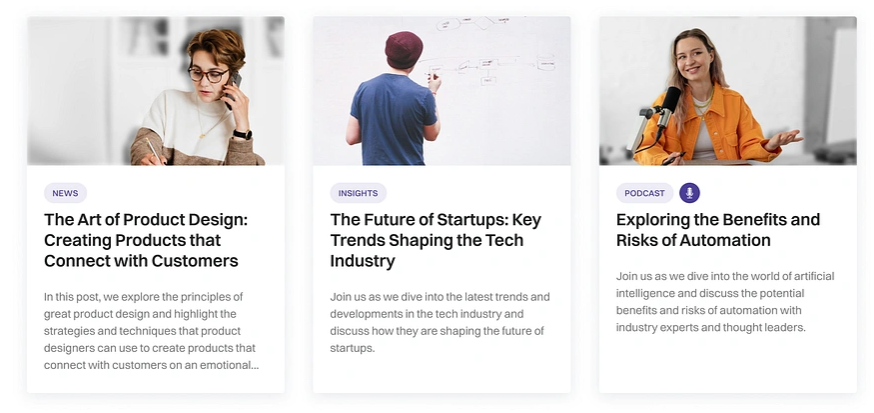 NEWS
The Art of Product Design:
Creating Products that
Connect with Customers
In this post, we explore the principles of
great product design and highlight the
strategies and techniques that product
designers can use to create products that
connect with customers on an emotional...
INSIGHTS
The Future of Startups: Key
Trends Shaping the Tech
Industry
Join us as we dive into the latest trends and
developments in the tech industry and
discuss how they are shaping the future of
startups.
PODCAST
Exploring the Benefits and
Risks of Automation
Join us as we dive into the world of artificial
intelligence and discuss the potential
benefits and risks of automation with
industry experts and thought leaders.